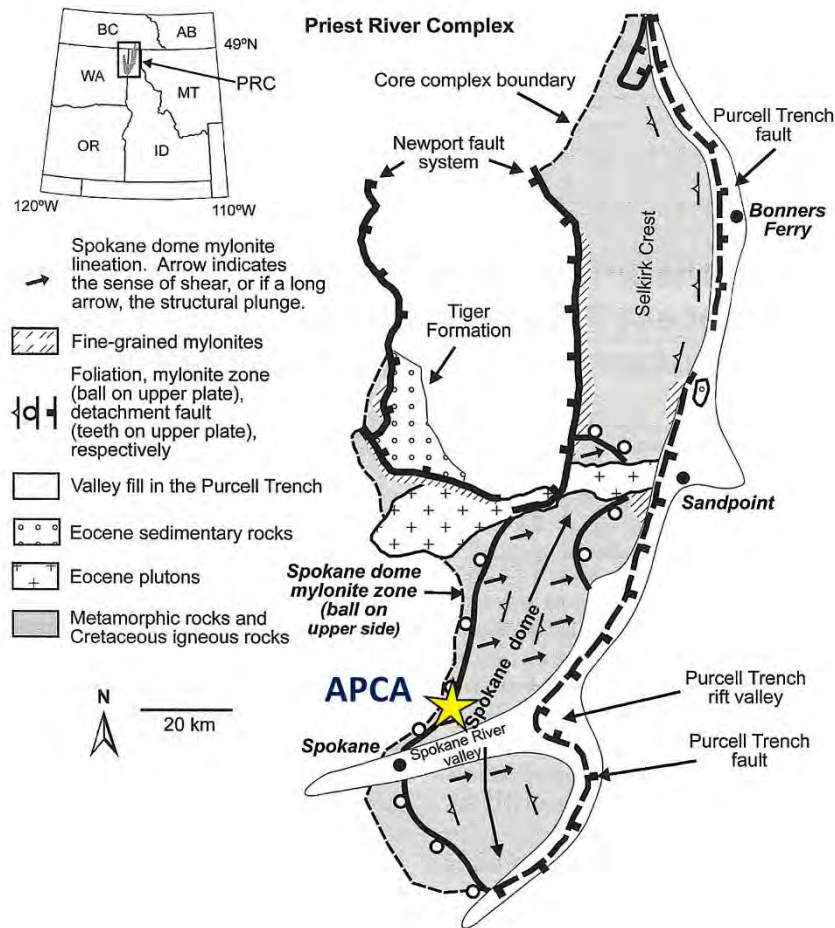 Priest River Complex
BC
AB
49ºN
WA
PRC
MT
OR
ID
120ºW
110ºW
Core complex boundary
Newport fault
system
Purcell Trench
fault
Bonners
Ferry
Selkirk Crest
Tiger
Formation
Sandpoint
Spokane dome
mylonite zone
(ball on
upper side)
Spokane dome
APCA
Spokane
Spokane River
valley
Purcell Trench
rift valley
Purcell Trench
fault
Spokane dome mylonite
lineation. Arrow indicates
the sense of shear, or if a long
arrow, the structural plunge.
Fine-grained mylonites
Foliation, mylonite zone
(ball on upper plate),
detachment fault
(teeth on upper plate),
respectively
Valley fill in the Purcell Trench
Eocene sedimentary rocks
Eocene plutons
Metamorphic rocks and
Cretaceous igneous rocks
N
20 km